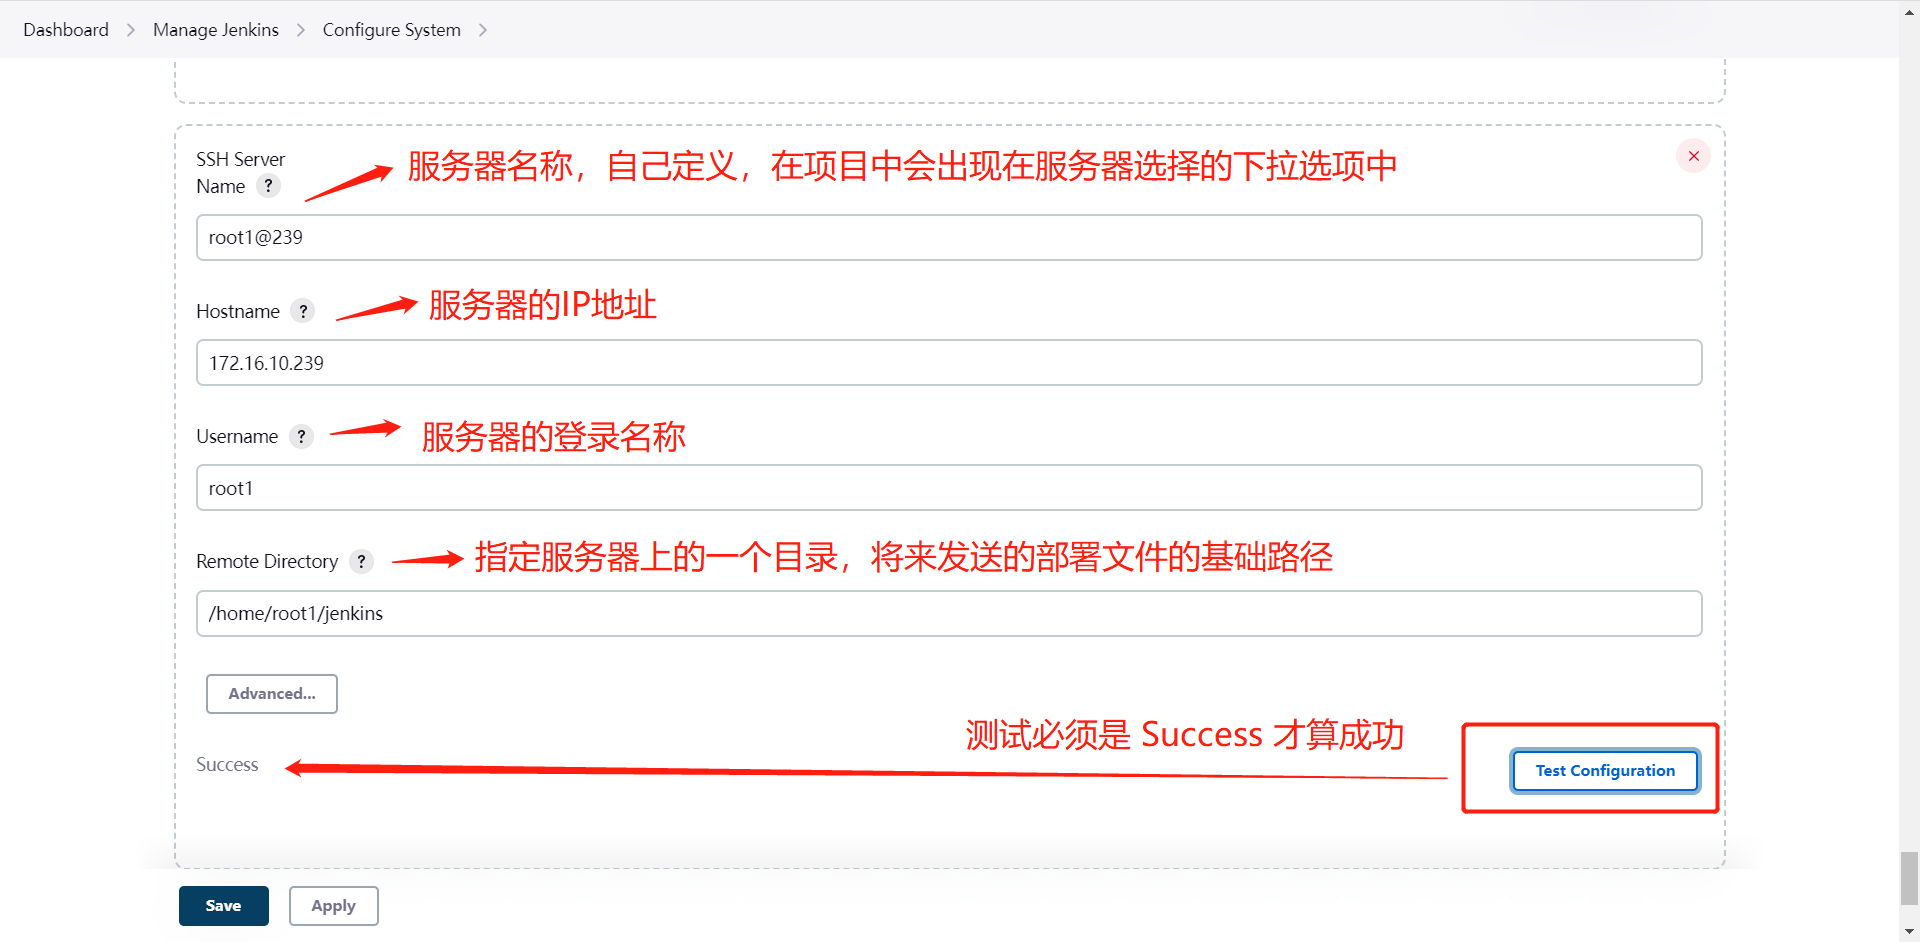 Dashboard > Manage Jenkins > Configure System >
SSH Server
Name ?
服务器名称，自己定义，在项目中会出现在服务器选择的下拉选项中
root1@239
Hostname ?
服务器的IP地址
172.16.10.239
Username ?
服务器的登录名称
root1
Remote Directory ?
指定服务器上的一个目录，将来发送的部署文件的基础路径
/home/root1/jenkins
Advanced...
测试必须是 Success 才算成功
Success
Test Configuration
Save
Apply